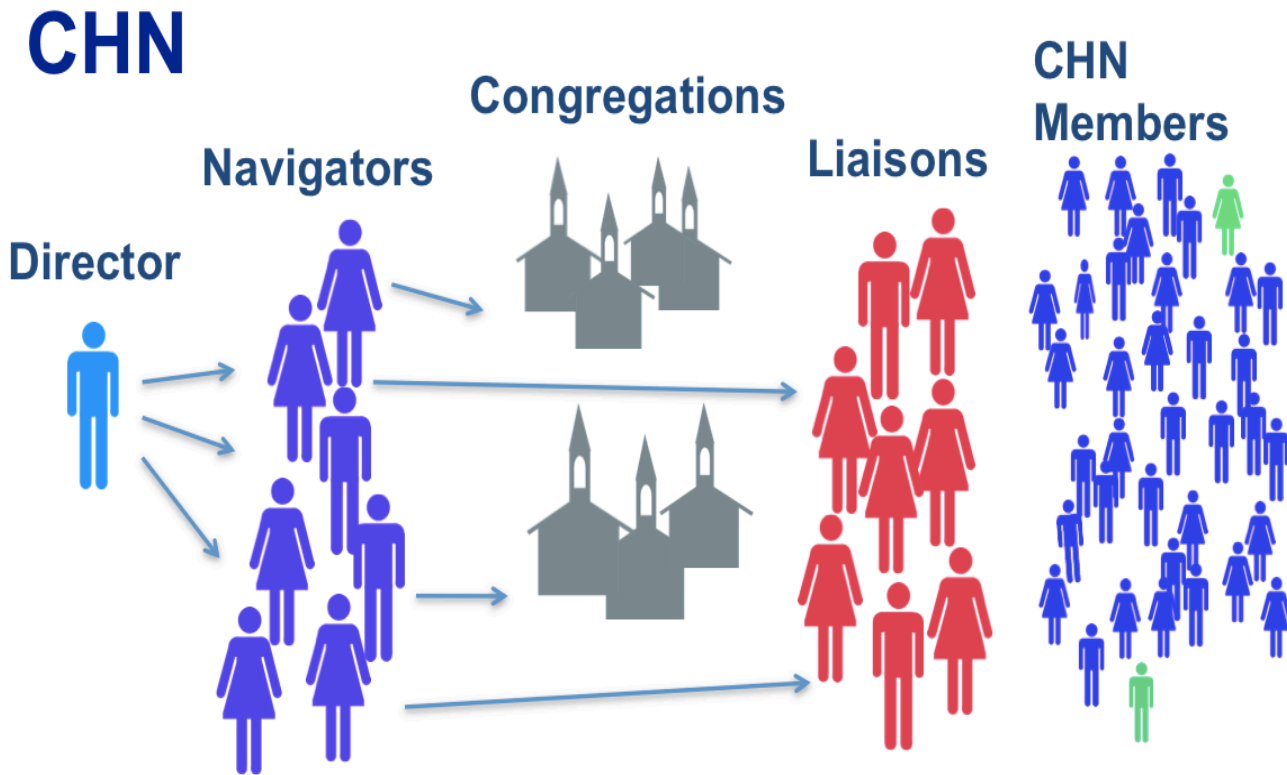 CHN
Director
Navigators
Congregations
Liaisons
CHN
Members